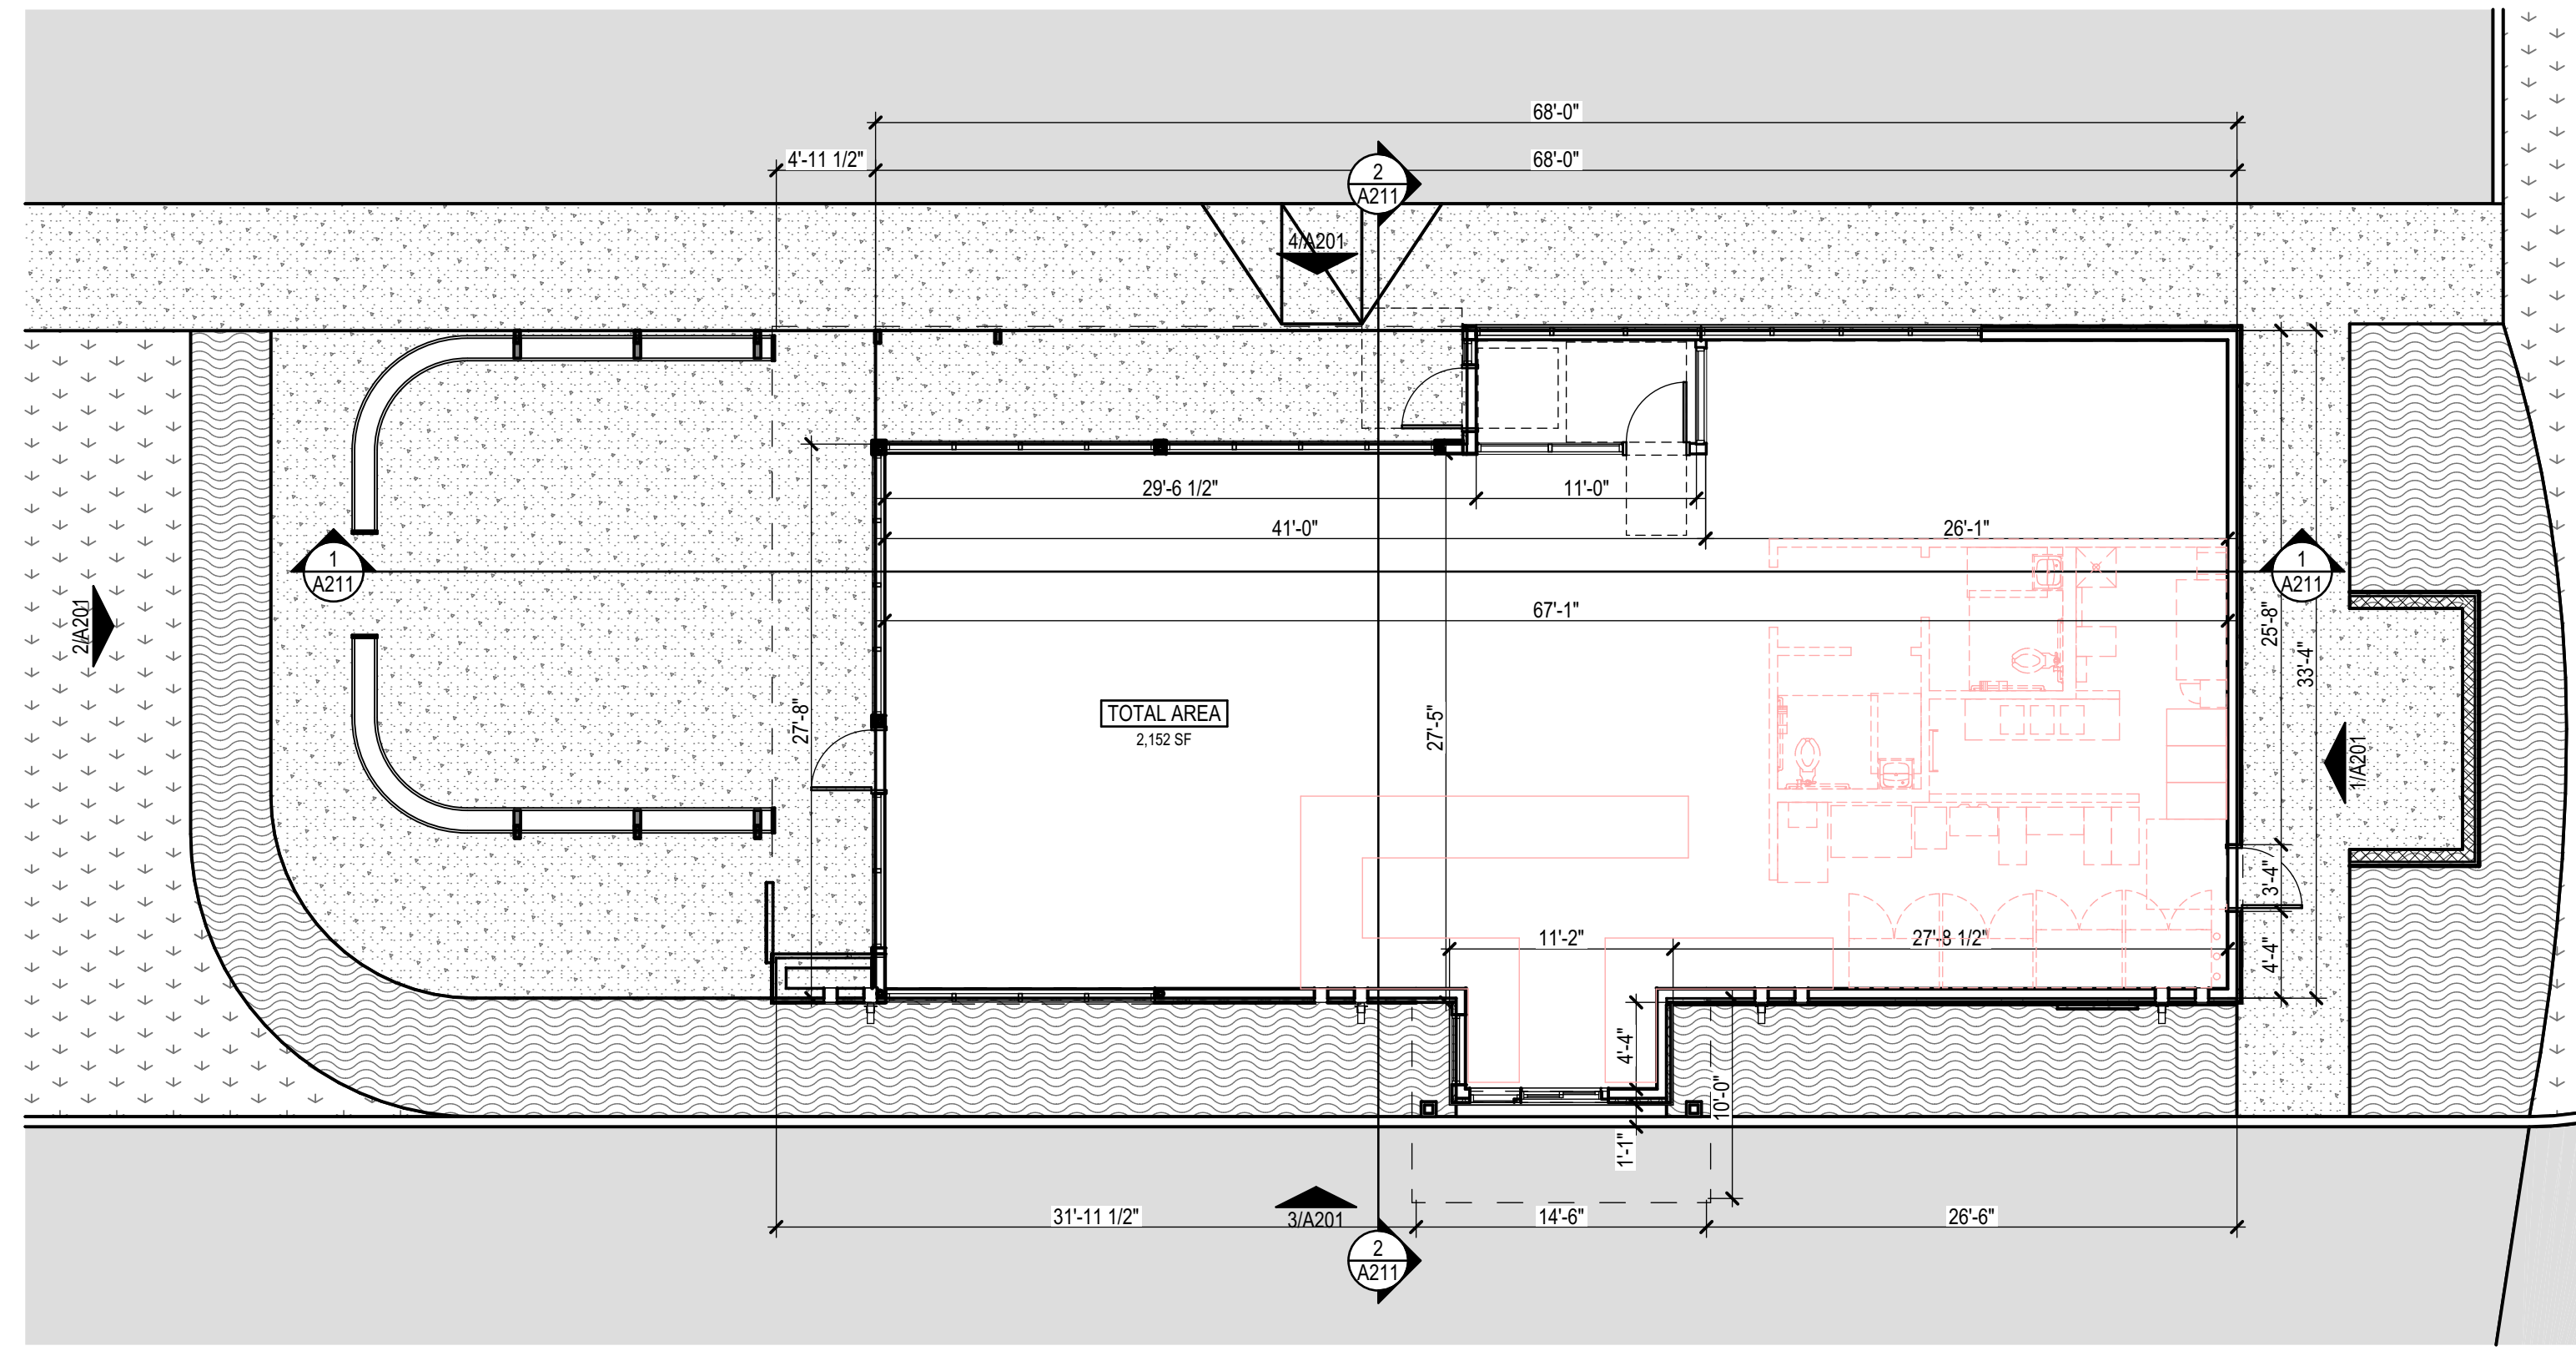 68'-0"
4'-11 1/2"
68'-0"
2
A211
4/A201
29'-6 1/2"
11'-0"
41'-0"
26'-1"
1
A211
1
A211
2/A201
67'-1"
25'-8"
33'-4"
TOTAL AREA
2,152 SF
27'-8"
27'-5"
1/A201
3'-4"
11'-2"
27'-8 1/2"
4'-4"
4'-4"
10'-0"
1'-1"
31'-11 1/2"
3/A201
14'-6"
26'-6"
2
A211